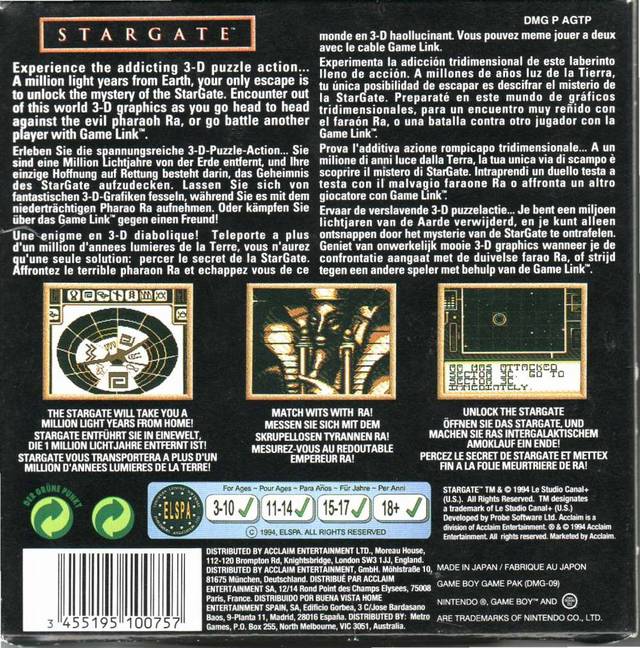 STARGATE™
DMG P AGTP
Experience the addicting 3-D puzzle action...
A million light years from Earth, your only escape is
to unlock the mystery of the StarGate. Encounter out
of this world 3-D graphics as you go head to head
against the evil pharaoh Ra, or go battle another
player with Game Link™.
Erleben Sie die spannungsreiche 3-D-Puzzle-Action... Sie
sind eine Million Lichtjahre von der Erde entfernt, und Ihre
einzige Hoffnung auf Rettung besteht darin, das Geheimnis
des StarGate aufzudecken. Lassen Sie sich von
fantastischen 3-D-Grafiken fesseln, während Sie es mit dem
niederträchtigen Pharao Ra aufnehmen. Oder kämpfen Sie
über das Game Link™ gegen einen Freund!
Une enigme en 3-D diabolique! Teleporte a plus
d'un million d'annees lumieres de la Terre, vous n'aurez
qu'une seule solution: percer le secret de la StarGate.
Affrontez le terrible pharaon Ra et echappez vous de ce
monde en 3-D haollucinant. Vous pouvez meme jouer a deux
avec le cable Game Link.
Experimenta la adicción tridimensional de este laberinto
lleno de acción. A millones de años luz de la Tierra,
tu única posibilidad de escapar es descifrar el misterio de
la StarGate. Preparaté en este mundo de gráficos
tridimensionales, para un encuentro muy reñido con
el faraón Ra, o una batalla contra otro jugador con la
Game Link™.
Prova l'additiva azione rompicapo tridimensionale... A un
milione di anni luce dalla Terra, la tua unica via di scampo è
scoprire il mistero di StarGate. Intraprendi un duello testa a
testa con il malvagio faraone Ra o affronta un altro
giocatore con Game Link™.
Ervaar de verslavende 3-D puzzelactie... Je bent een miljoen
lichtjaren van de Aarde verwijderd, en je kunt alleen
ontsnappen door het mysterie van de StarGate te ontrafelen.
Geniet van onwerkelijk mooie 3-D graphics wanneer je de
confrontatie aangaat met de duivelse farao Ra, of strijd
tegen een andere speler met behulp van de Game Link™.
RA HAS ATTACKED
SECTOR 3C. GO TO
SECTOR 3C
IMMEDIATELY.
THE STARGATE WILL TAKE YOU A
MILLION LIGHT YEARS FROM HOME!
STARGATE ENTFÜHRT SIE IN EINEWELT,
DIE 1 MILLION LICHTJAHRE ENTFERNT IST!
STARGATE VOUS TRANSPORTERA A PLUS D'UN
MILLION D'ANNEES LUMIERES DE LA TERRE!
MATCH WITS WITH RA!
MESSEN SIE SICH MIT DEM
SKRUPELLOSEN TYRANNEN RA!
MESUREZ-VOUS AU REDOUTABLE
EMPEREUR RA!
UNLOCK THE STARGATE
ÖFFNEN SIE DAS STARGATE, UND
MACHEN SIE RAS INTERGALAKTISCHEM
AMOKLAUF EIN ENDE!
PERCEZ LE SECRET DE STARGATE ET METTEX
FIN A LA FOLIE MEURTRIERE DE RA!
DER GRÜNE PUNKT
ELSPA
For Ages ~ Pour Ages ~ Para Años ~ Für Jahre ~ Per Anni
3-10 11-14 15-17 18+
© 1994, ELSPA. ALL RIGHTS RESERVED
STARGATE™ TM & © 1994 Le Studio Canal+
(U.S.). All Rights Reserved. TM designates
a trademark of Le Studio Canal+ (U.S.)
Developed by Probe Software Ltd. Acclaim is a
division of Acclaim Entertainment. ® & © 1994 Acclaim
Entertainment. All rights reserved. Marketed by Acclaim.
DISTRIBUTED BY ACCLAIM ENTERTAINMENT LTD., Moreau House,
112-120 Brompton Rd, Knightsbridge, London SW3 1JJ, England.
DISTRIBUTED BY ACCLAIM ENTERTAINMENT, GmbH. Möhlstraße 10,
81675 München, Deutschland. DISTRIBUÉ PAR ACCLAIM
ENTERTAINMENT SA, 12/14 Rond Point des Champs Elysees, 75008
Paris, France. DISTRIBUIDO POR BUENA VISTA HOME
ENTERTAINMENT SPAIN, SA, Edificio Gorbea, 3 C/Jose Bardasano
Baos, 9-Planta 11, Madrid, 28016 España. DISTRIBUTED BY: Metro
Games, P.O. Box 255, North Melbourne, VIC 3051, Australia.
MADE IN JAPAN / FABRIQUE AU JAPON
GAME BOY GAME PAK (DMG-09)
NINTENDO ®, GAME BOY™ AND
ARE TRADEMARKS OF NINTENDO CO., LTD.
3 455195 100757